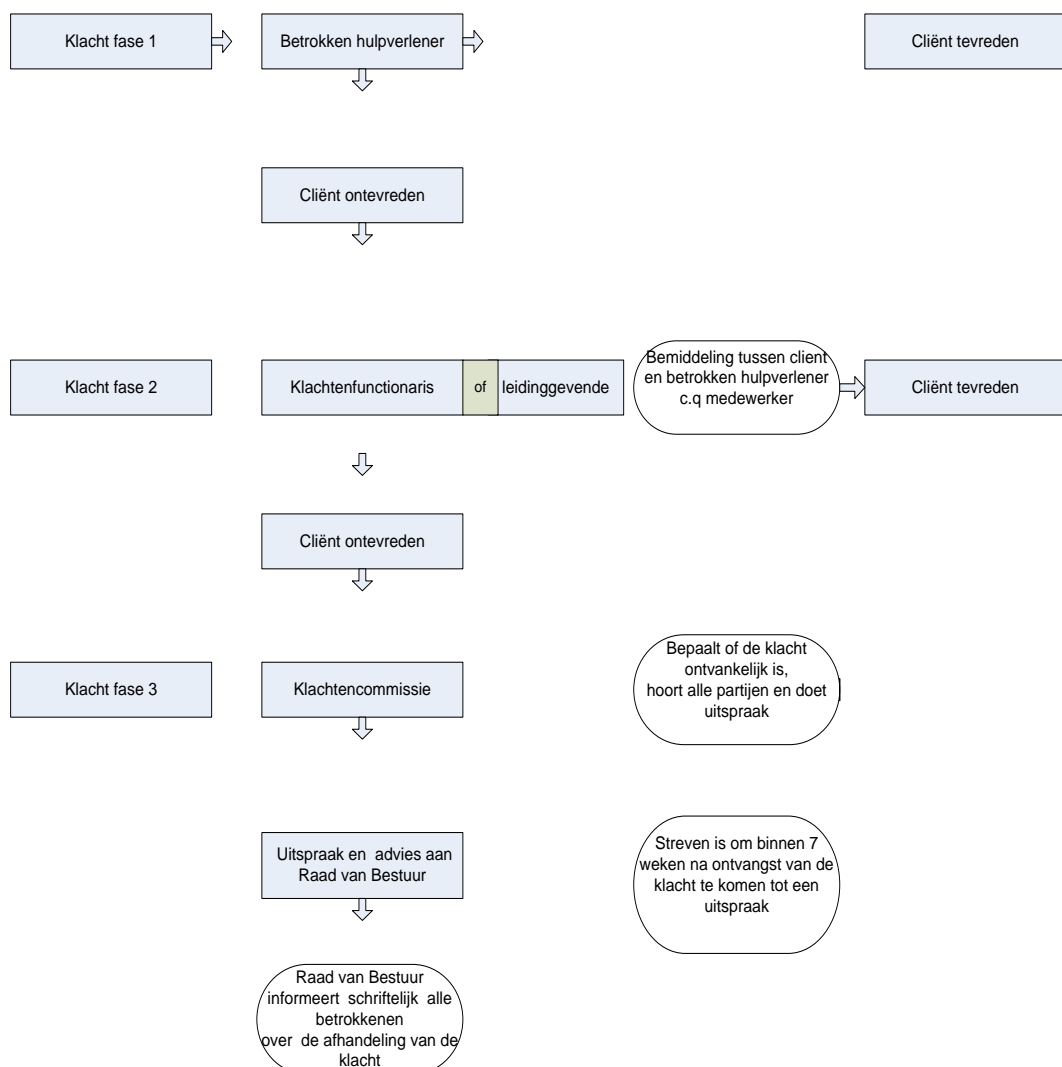 Klacht fase 1
Betrokken hulpverlener
Cliënt tevreden
Cliënt ontevreden
Klacht fase 2
Klachtenfunctionaris
of
leidinggevende
Bemiddeling tussen client
en betrokken hulpverlener
c.q medewerker
Cliënt tevreden
Cliënt ontevreden
Klacht fase 3
Klachtencommissie
Bepaalt of de klacht
ontvankelijk is,
hoort alle partijen en doet
uitspraak
Uitspraak en advies aan
Raad van Bestuur
Streven is om binnen 7
weken na ontvangst van de
klacht te komen tot een
uitspraak
Raad van Bestuur
informeert schriftelijk alle
betrokkenen
over de afhandeling van de
klacht